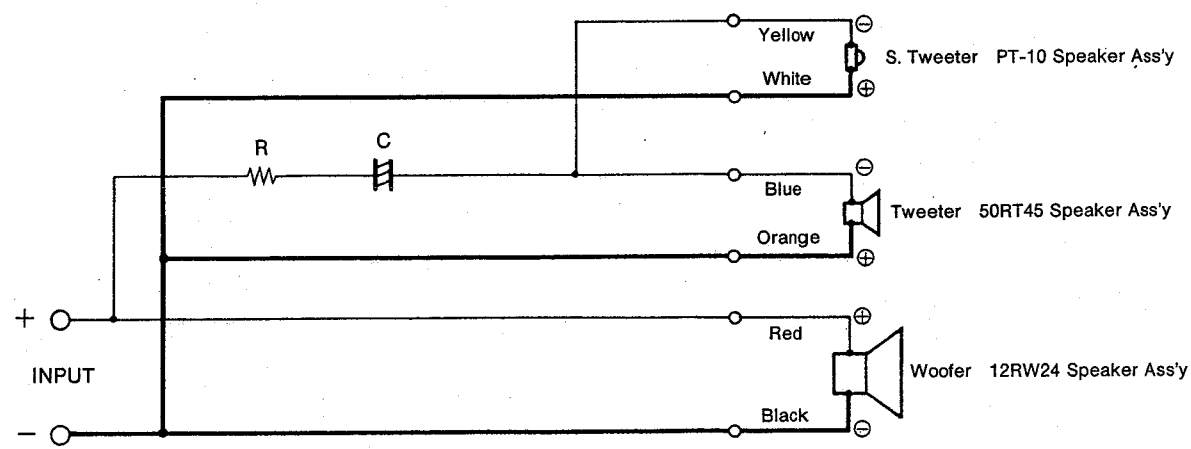 Yellow
⊖
S. Tweeter PT-10 Speaker Ass'y
White
⊕
R
C
⊖
Blue
Tweeter 50RT45 Speaker Ass'y
Orange
⊕
+
⊕
Red
INPUT
Woofer 12RW24 Speaker Ass'y
Black
−
⊖